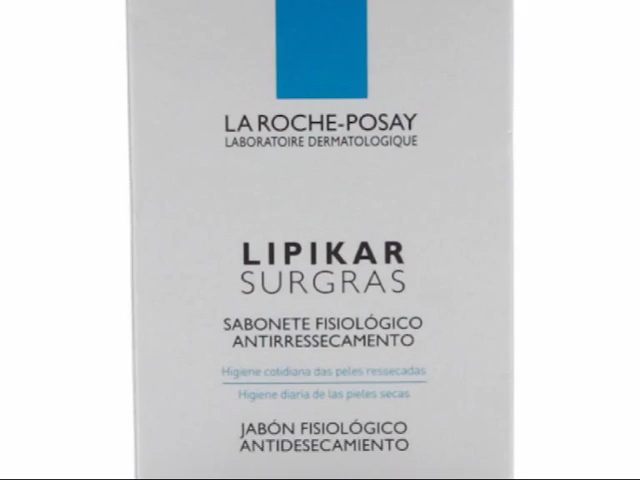 LA ROCHE-POSAY
LABORATOIRE DERMATOLOGIQUE
LIPIKAR
SURGRAS
SABONETE FISIOLÓGICO
ANTIRRESSECAMENTO
Higiene cotidiana das peles ressecadas
Higiene diaria de las pieles secas
JABÓN FISIOLÓGICO
ANTIDESECAMIENTO